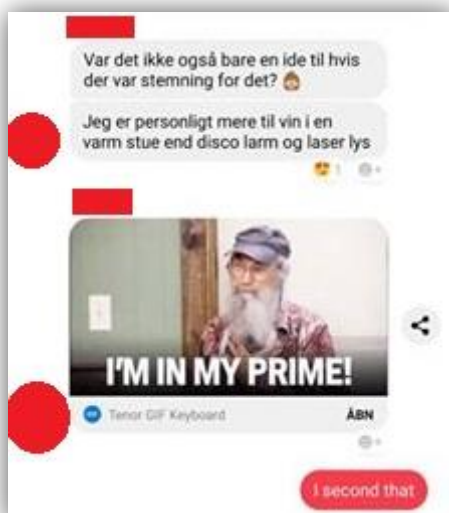 Var det ikke også bare en ide til hvis
der var stemning for det?
Jeg er personligt mere til vin i en
varm stue end disco larm og laser lys
1
I'M IN MY PRIME!
GIF Tenor GIF Keyboard ÅBN
I second that